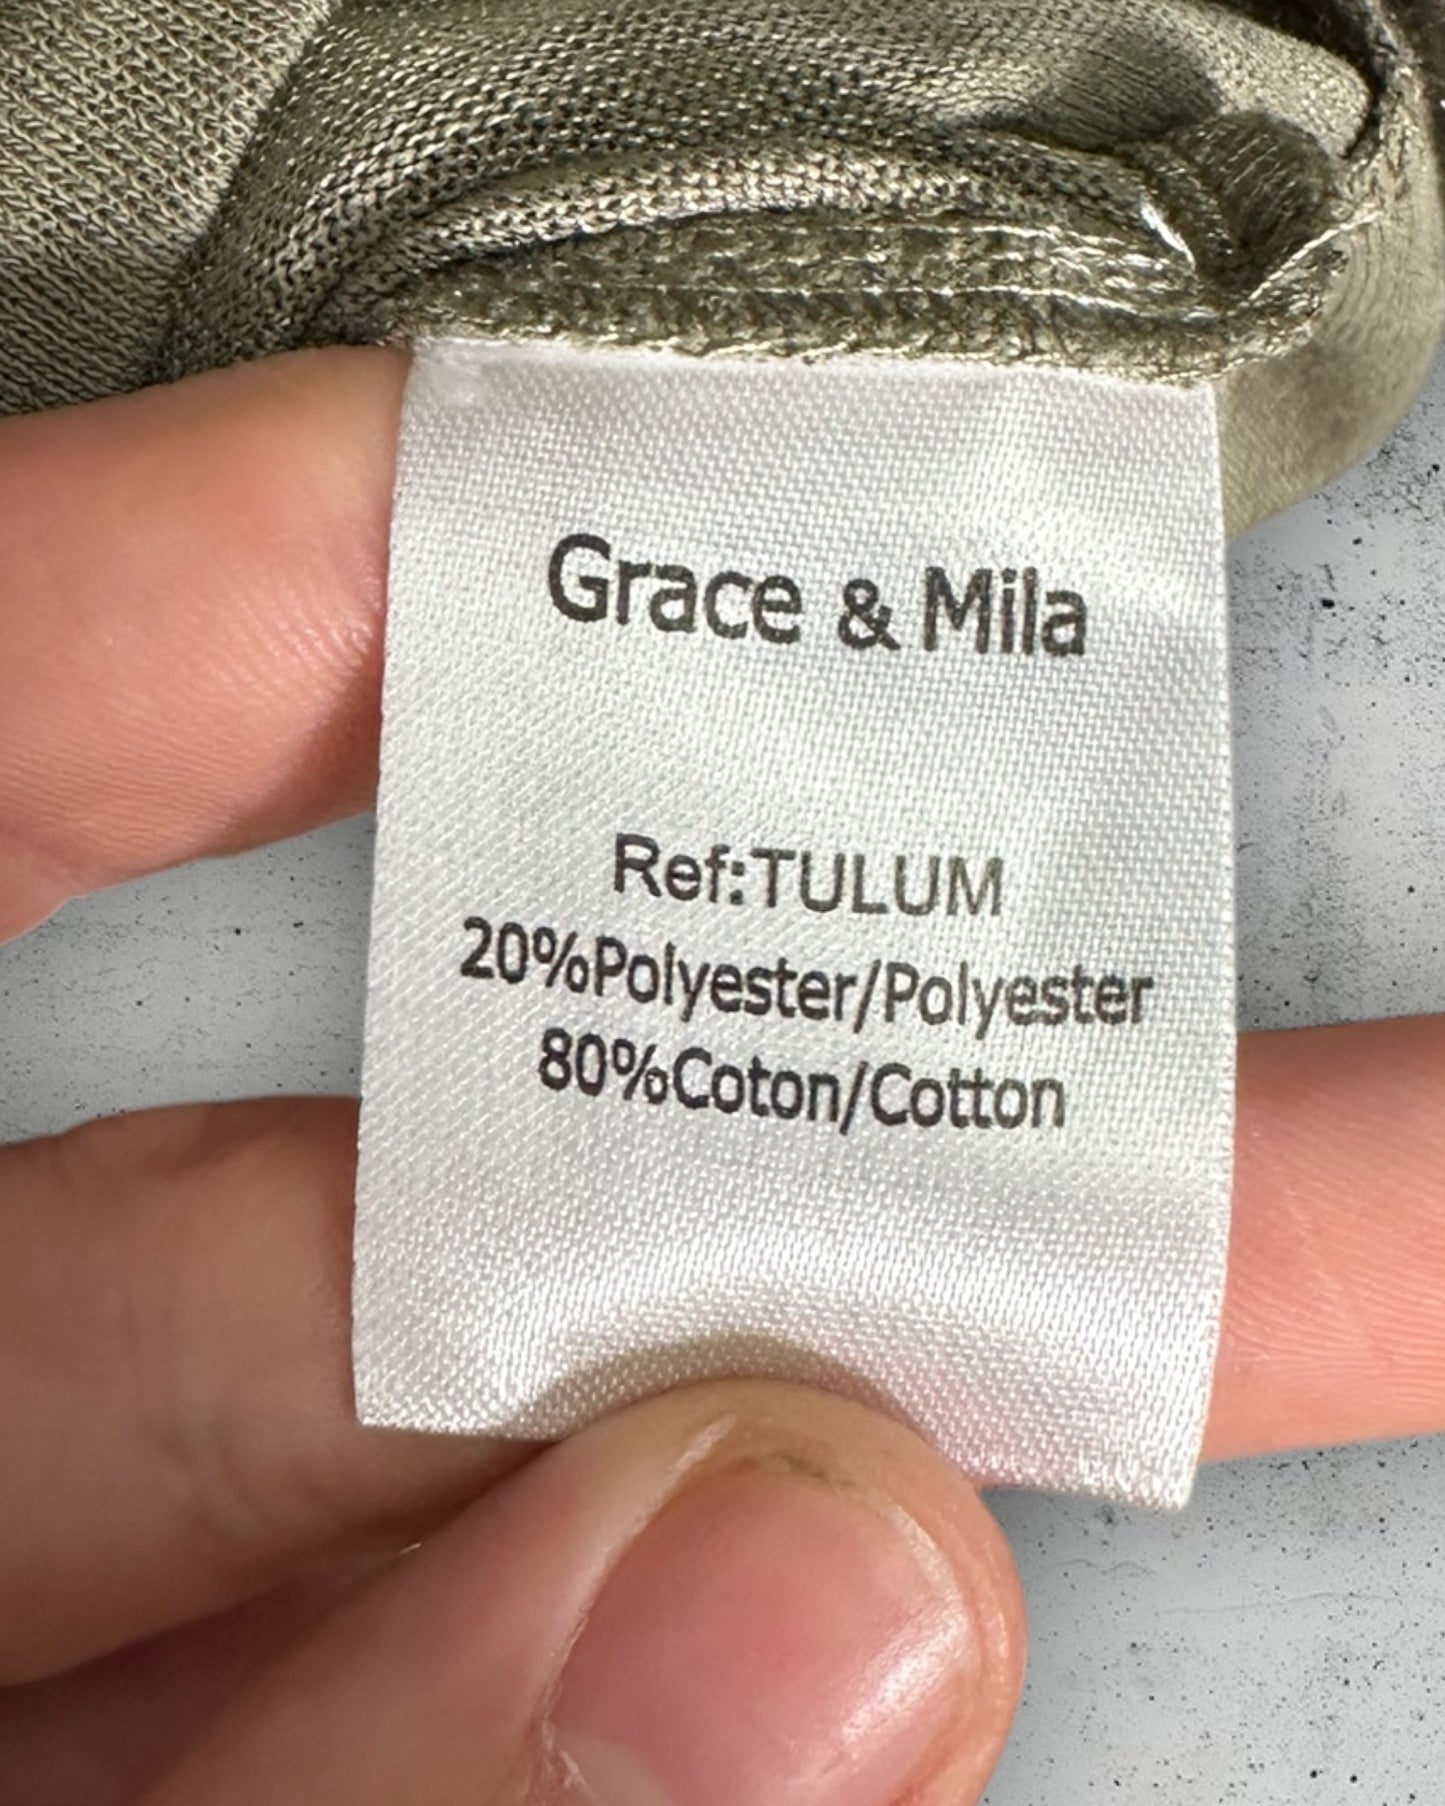 Grace & Mila
Ref:TULUM
20%Polyester/Polyester
80%Coton/Cotton